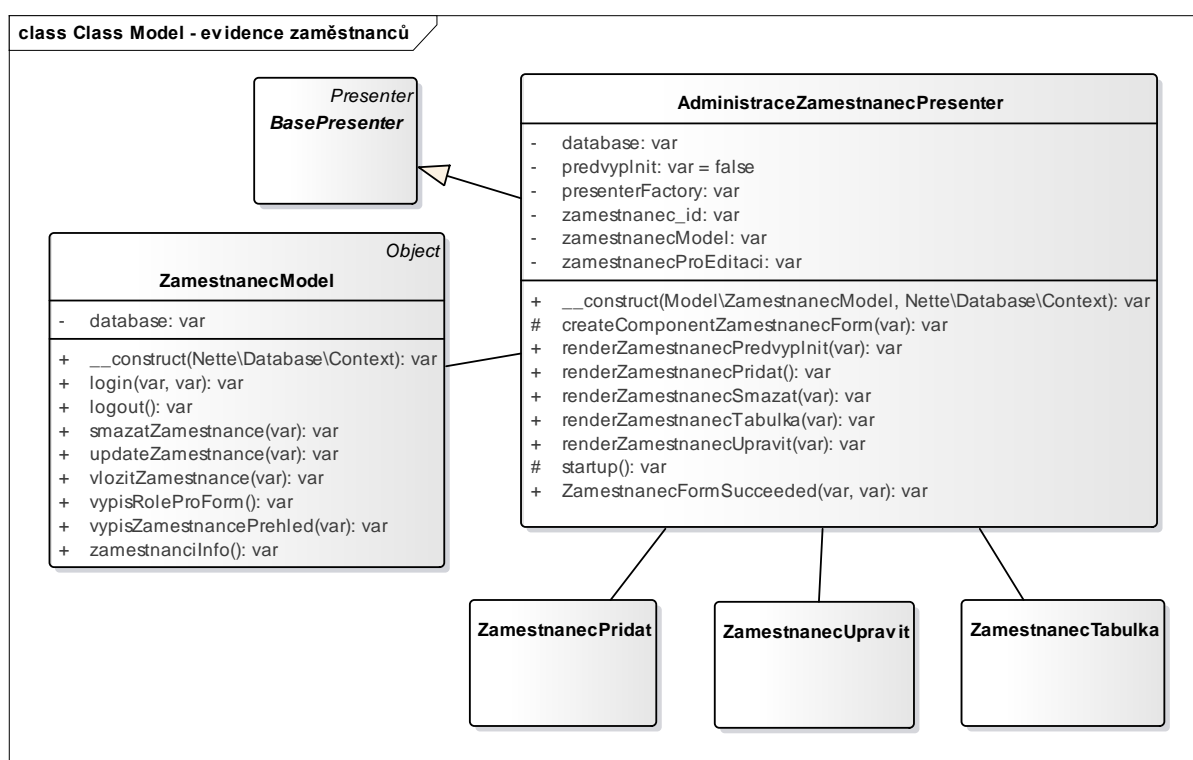 class Class Model - evidence zaměstnanců
Presenter
BasePresenter
AdministraceZamestnanecPresenter
- database: var
- predvypInit: var = false
- presenterFactory: var
- zamestnanec_id: var
- zamestnanecModel: var
- zamestnanecProEditaci: var
+ __construct(Model\ZamestnanecModel, Nette\Database\Context): var
# createComponentZamestnanecForm(var): var
+ renderZamestnanecPredvypInit(var): var
+ renderZamestnanecPridat(): var
+ renderZamestnanecSmazat(var): var
+ renderZamestnanecTabulka(var): var
+ renderZamestnanecUpravit(var): var
# startup(): var
+ ZamestnanecFormSucceeded(var, var): var
Object
ZamestnanecModel
- database: var
+ __construct(Nette\Database\Context): var
+ login(var, var): var
+ logout(): var
+ smazatZamestnance(var): var
+ updateZamestnance(var): var
+ vlozitZamestnance(var): var
+ vypisRoleProForm(): var
+ vypisZamestnancePrehled(var): var
+ zamestnanciInfo(): var
ZamestnanecPridat
ZamestnanecUpravit
ZamestnanecTabulka